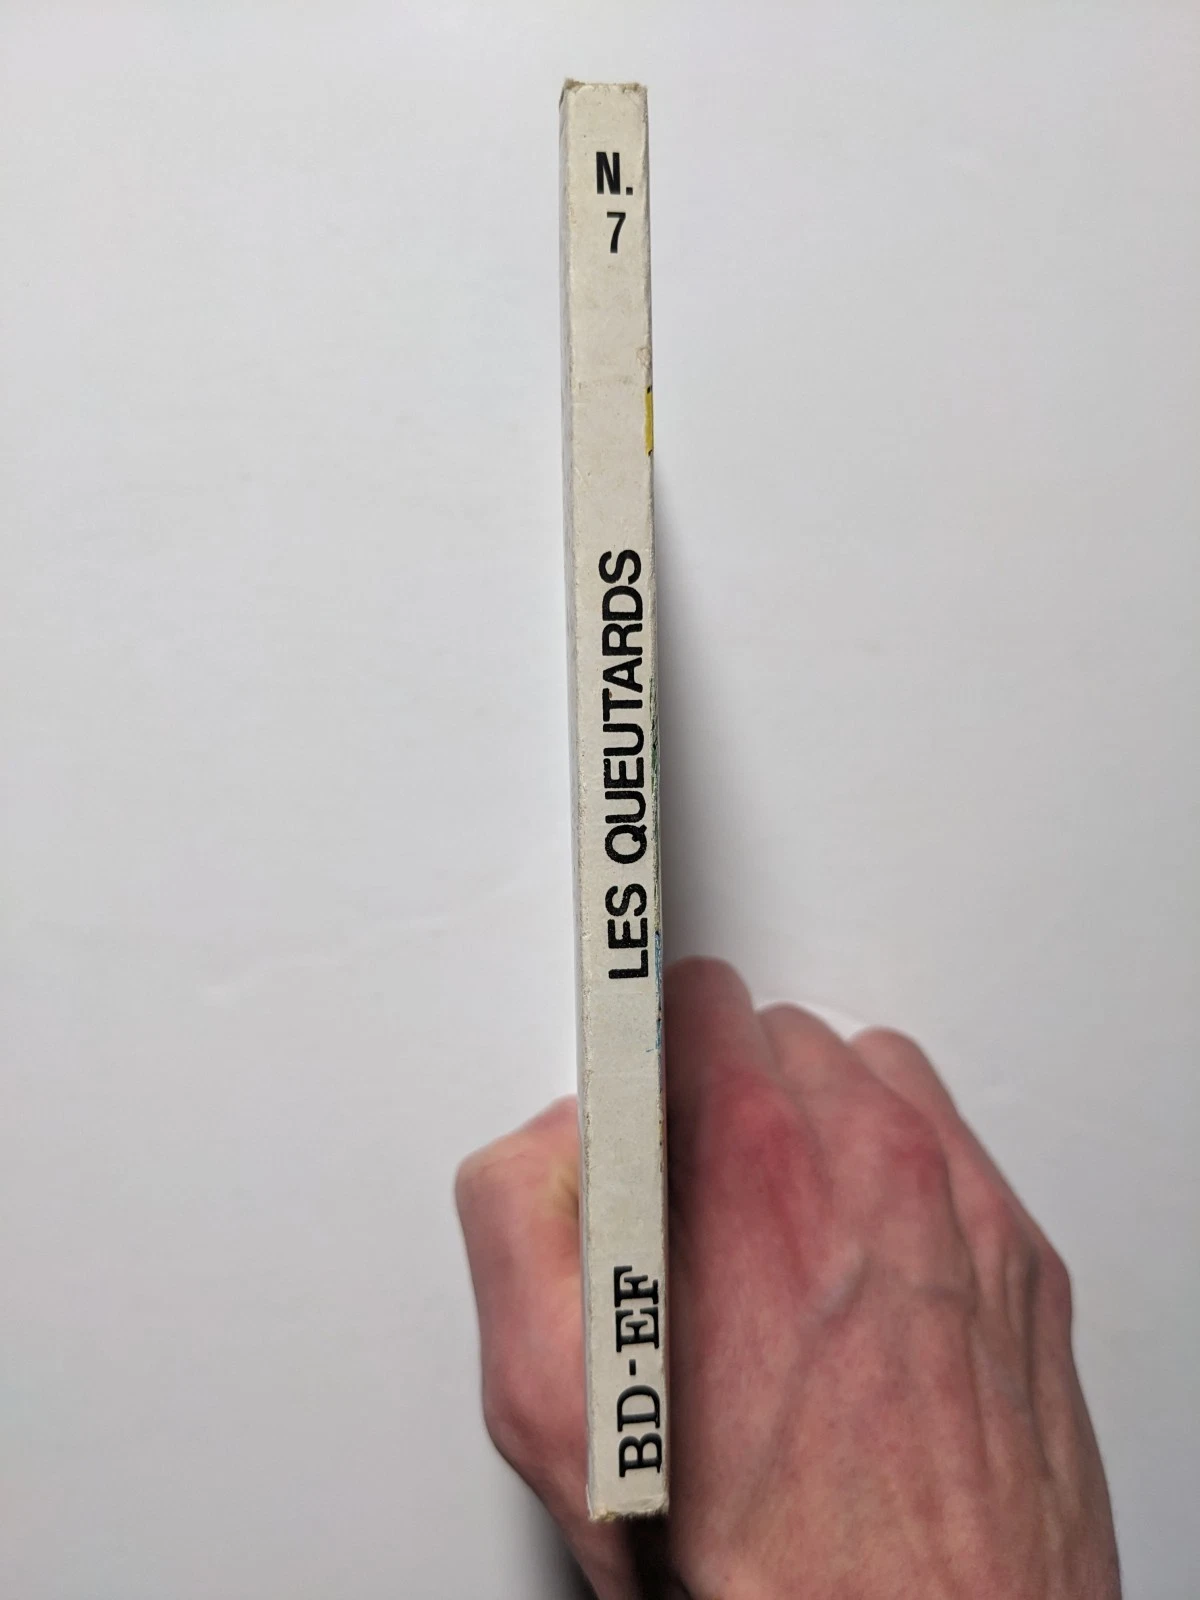 N.
7
LES QUEUTARDS
BD-EF